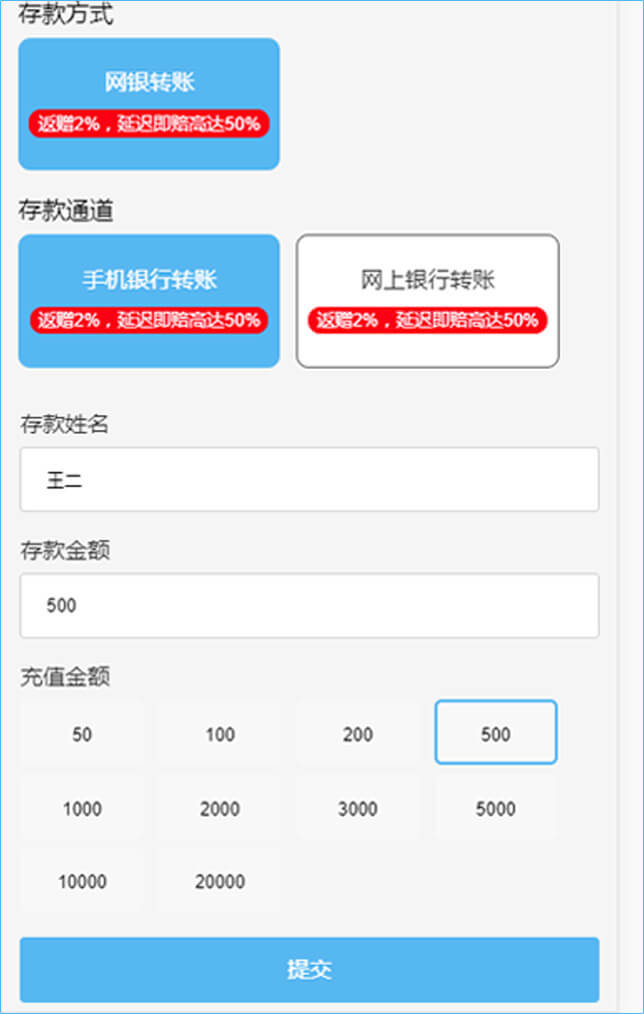 存款方式
网银转账
返赠2%，延迟即赔高达50%
存款通道
手机银行转账
返赠2%，延迟即赔高达50%
网上银行转账
返赠2%，延迟即赔高达50%
存款姓名
王二
存款金额
500
充值金额
50
100
200
500
1000
2000
3000
5000
10000
20000
提交